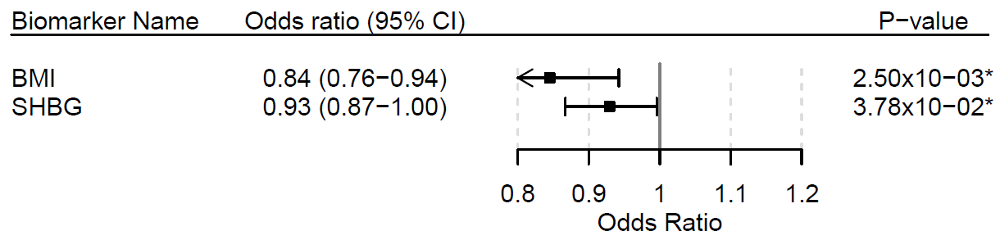 Biomarker Name Odds ratio (95% CI) P−value
BMI 0.84 (0.76−0.94) 2.50x10−03*
SHBG 0.93 (0.87−1.00) 3.78x10−02*
0.8 0.9 1 1.1 1.2
Odds Ratio